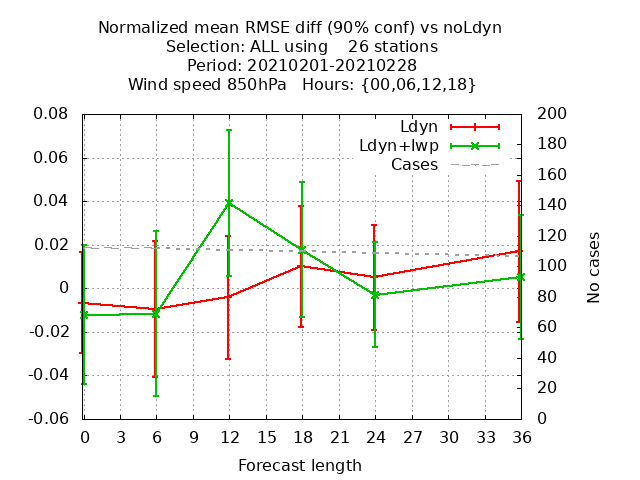 Normalized mean RMSE diff (90% conf) vs noLdyn
Selection: ALL using    26 stations
Period: 20210201-20210228
Wind speed 850hPa   Hours: {00,06,12,18}
Ldyn
Ldyn+lwp
Cases
0.08
0.06
0.04
0.02
0
-0.02
-0.04
-0.06
200
180
160
140
120
100
80
60
40
20
0
No cases
0 3 6 9 12 15 18 21 24 27 30 33 36
Forecast length